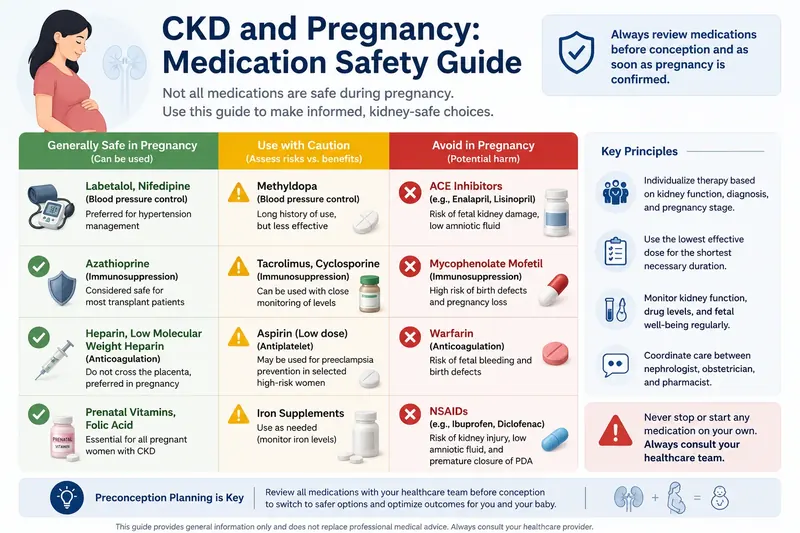 CKD and Pregnancy:
Medication Safety Guide
Not all medications are safe during pregnancy.
Use this guide to make informed, kidney-safe choices.
Always review medications
before conception and as
soon as pregnancy is
confirmed.
Generally Safe in Pregnancy
(Can be used)
Labetalol, Nifedipine
(Blood pressure control)
Preferred for hypertension
management
Azathioprine
(Immunosuppression)
Considered safe for
most transplant patients
Heparin, Low Molecular
Weight Heparin
(Anticoagulation)
Do not cross the placenta,
preferred in pregnancy
PRENATAL
VITAMIN
Prenatal Vitamins,
Folic Acid
Essential for all pregnant
women with CKD
Use with Caution
(Assess risks vs. benefits)
Methyldopa
(Blood pressure control)
Long history of use,
but less effective
Tacrolimus, Cyclosporine
(Immunosuppression)
Can be used with close
monitoring of levels
Aspirin (Low dose)
(Antiplatelet)
May be used for preeclampsia
prevention in selected
high-risk women
Iron Supplements
Use as needed
(monitor iron levels)
Avoid in Pregnancy
(Potential harm)
ACE Inhibitors
(e.g., Enalapril, Lisinopril)
Risk of fetal kidney damage,
low amniotic fluid
Mycophenolate Mofetil
(Immunosuppression)
High risk of birth defects
and pregnancy loss
Warfarin
(Anticoagulation)
Risk of fetal bleeding and
birth defects
NSAIDs
(e.g., Ibuprofen, Diclofenac)
Risk of kidney injury, low
amniotic fluid, and
premature closure of PDA
Key Principles
Individualize therapy based
on kidney function, diagnosis,
and pregnancy stage.
Use the lowest effective
dose for the shortest
necessary duration.
Monitor kidney function,
drug levels, and fetal
well-being regularly.
Coordinate care between
nephrologist, obstetrician,
and pharmacist.
Never stop or start any
medication on your own.
Always consult your
healthcare team.
Preconception Planning is Key
Review all medications with your healthcare team before conception
to switch to safer options and optimize outcomes for you and your baby.
+ =
This guide provides general information only and does not replace professional medical advice. Always consult your healthcare provider.